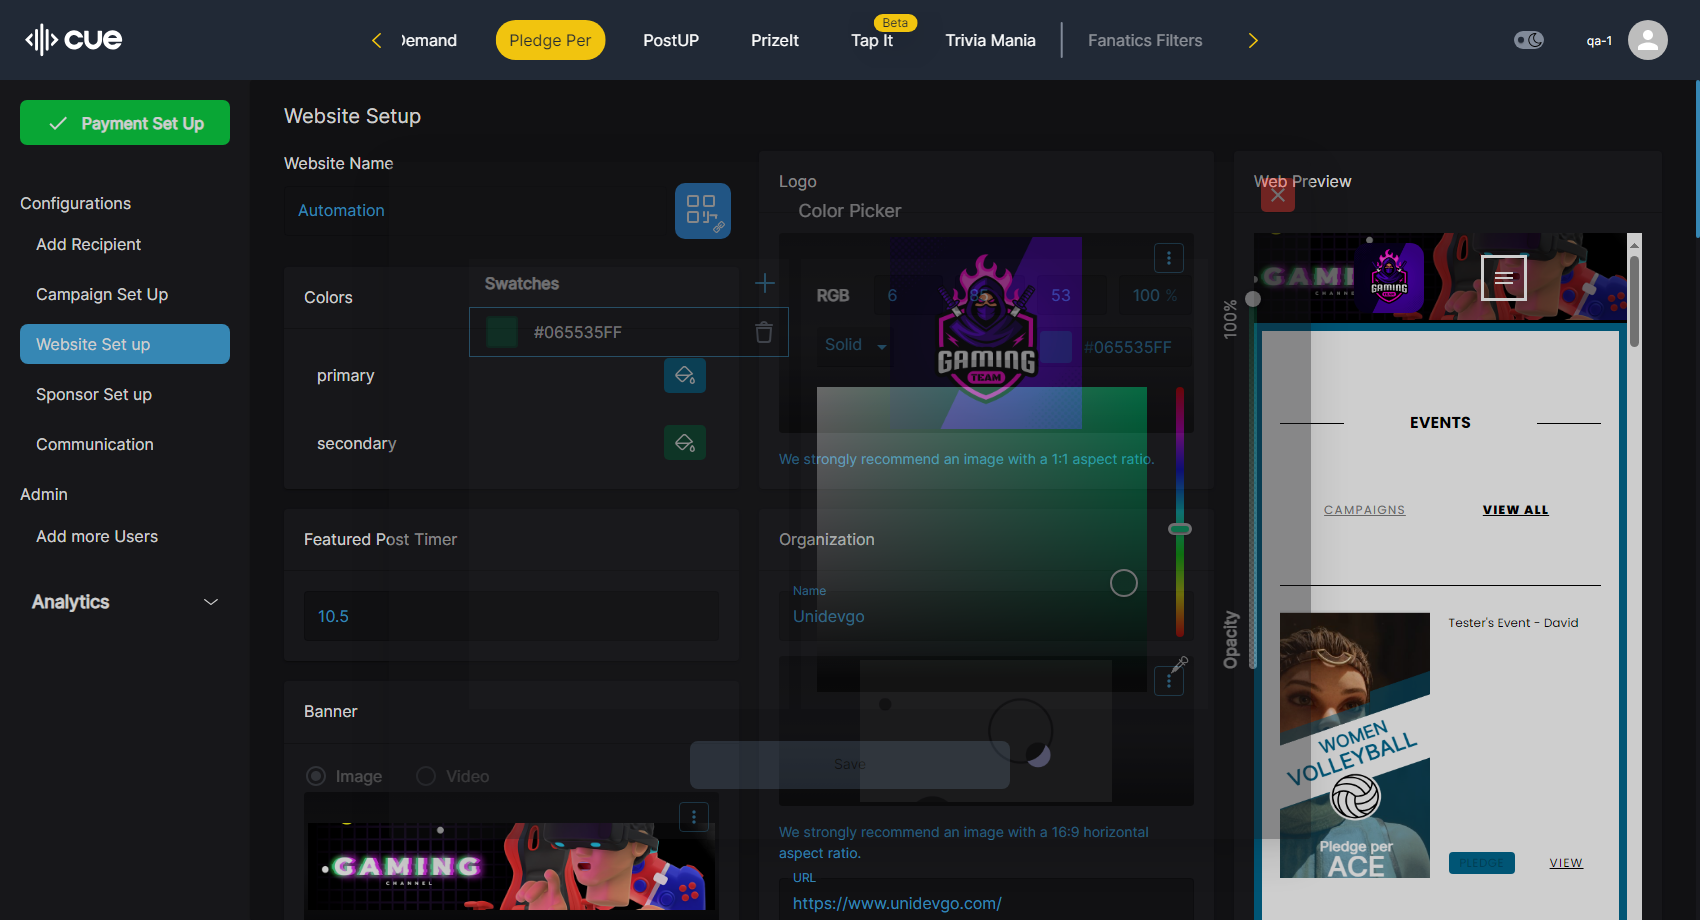 cue
Demand
Pledge Per
PostUP
PrizeIt
Beta
Tap It
Trivia Mania
Fanatics Filters
qa-1
Payment Set Up
Configurations
Add Recipient
Campaign Set Up
Website Set up
Sponsor Set up
Communication
Admin
Add more Users
Analytics
Website Setup
Website Name
Automation
Colors
primary
secondary
Featured Post Timer
10.5
Banner
Image
Video
GAMING
CHANNEL
Color Picker
Swatches
#065535FF
RGB
6
85
53
100 %
Solid
#065535FF
100%
Opacity
Save
Logo
GAMING
TEAM
We strongly recommend an image with a 1:1 aspect ratio.
Organization
Name
Unidevgo
We strongly recommend an image with a 16:9 horizontal
aspect ratio.
URL
https://www.unidevgo.com/
Web Preview
GAMING
CHANNEL
GAMING
EVENTS
CAMPAIGNS
VIEW ALL
Tester's Event - David
WOMEN
VOLLEYBALL
Pledge per
ACE
PLEDGE
VIEW